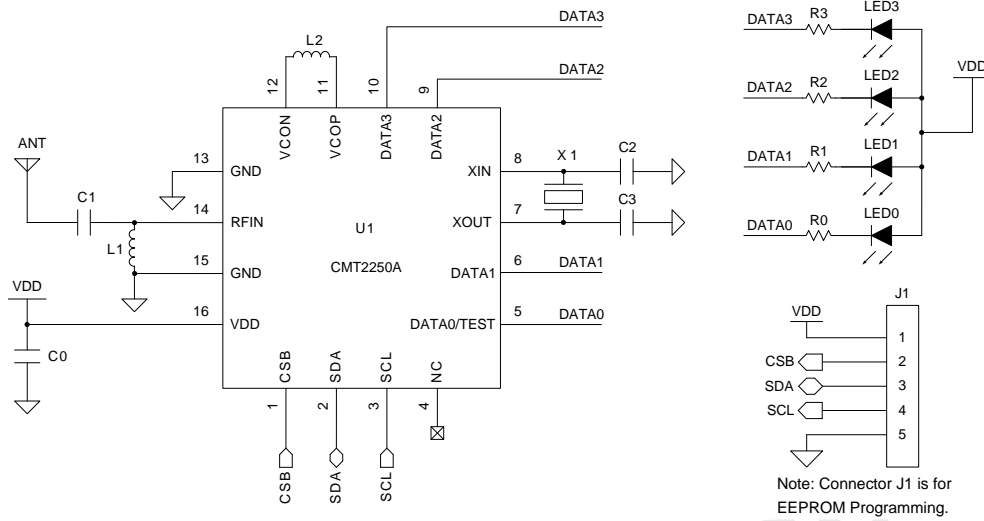 DATA3
L2
DATA2
12
11
10
9
VCON
VCOP
DATA3
DATA2
ANT
13
GND
XIN
8
X 1
C2
C1
14
RFIN
XOUT
7
C3
U1
L1
15
GND
CMT2250A
DATA1
6
DATA1
VDD
16
VDD
DATA0/TEST
5
DATA0
C0
CSB
SDA
SCL
NC
1
2
3
4
CSB
SDA
SCL
DATA3
R3
LED3
DATA2
R2
LED2
VDD
DATA1
R1
LED1
DATA0
R0
LED0
J1
VDD
1
CSB
2
SDA
3
SCL
4
5
Note: Connector J1 is for
EEPROM Programming.